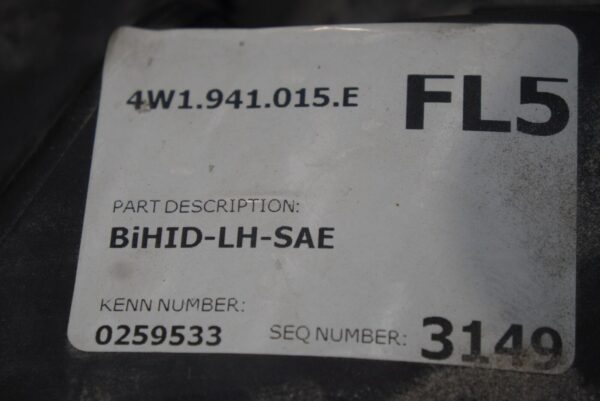 4W1.941.015.E FL5
PART DESCRIPTION:
BiHID-LH-SAE
KENN NUMBER:
0259533 SEQ NUMBER: 3149